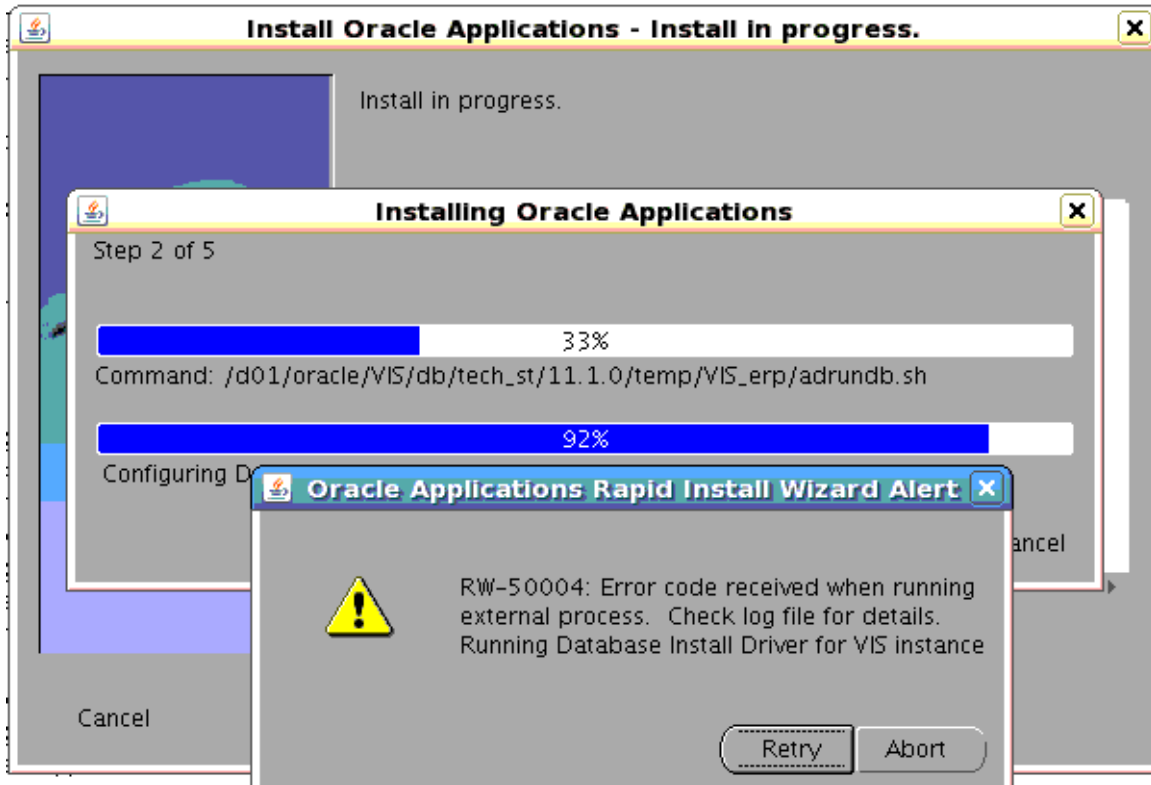 Install Oracle Applications - Install in progress.
Install in progress.
Installing Oracle Applications
Step 2 of 5
33%
Command: /d01/oracle/VIS/db/tech_st/11.1.0/temp/VIS_erp/adrundb.sh
92%
Configuring D
Oracle Applications Rapid Install Wizard Alert
ancel
RW-50004: Error code received when running
external process.  Check log file for details.
Running Database Install Driver for VIS instance
Cancel
Retry
Abort